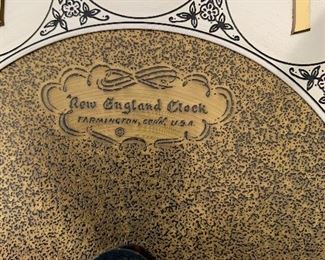 New England Clock
FARMINGTON, CONN. U.S.A.
©